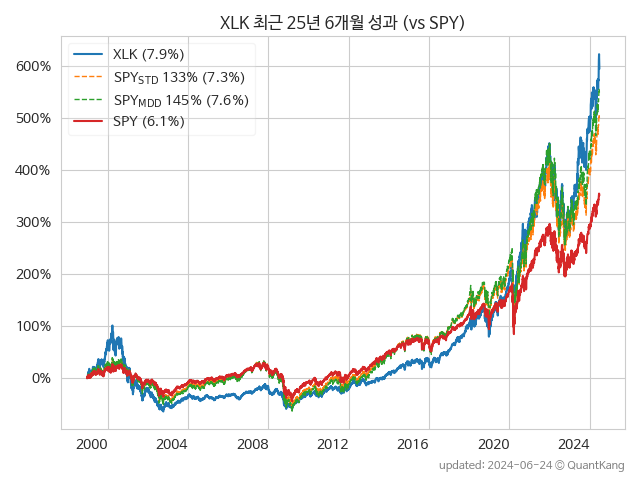 XLK 최근 25년 6개월 성과 (vs SPY)
XLK (7.9%)
SPY_STD 133% (7.3%)
SPY_MDD 145% (7.6%)
SPY (6.1%)
600%
500%
400%
300%
200%
100%
0%
2000 2004 2008 2012 2016 2020 2024
updated: 2024-06-24 © QuantKang